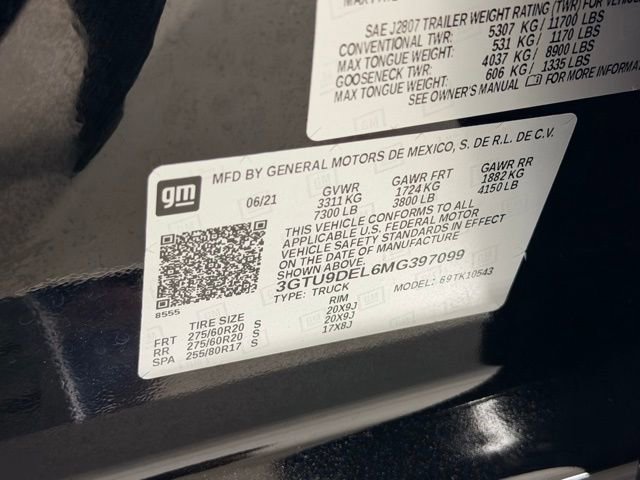 SAE J2807 TRAILER WEIGHT RATING (TWR) FOR
CONVENTIONAL TWR: 5307 KG / 11700 LBS
MAX TONGUE WEIGHT: 531 KG / 1170 LBS
GOOSENECK TWR: 4037 KG / 8900 LBS
MAX TONGUE WEIGHT: 606 KG / 1335 LBS
SEE OWNER'S MANUAL FOR MORE
gm
MFD BY GENERAL MOTORS DE MEXICO, S. DE R.L. DE C.V.
06/21 GVWR GAWR FRT GAWR RR
3311 KG 1724 KG 1882 KG
7300 LB 3800 LB 4150 LB
THIS VEHICLE CONFORMS TO ALL
APPLICABLE U.S. FEDERAL MOTOR
VEHICLE SAFETY STANDARDS IN
EFFECT ON THE DATE OF MANUFACTURE
SHOWN ABOVE.
3GTU9DEL6MG397099
TYPE: TRUCK MODEL: 69TK10543
8555
TIRE SIZE RIM
FRT 275/60R20 S 20X9J
RR 275/60R20 S 20X9J
SPA 255/80R17 S 17X8J